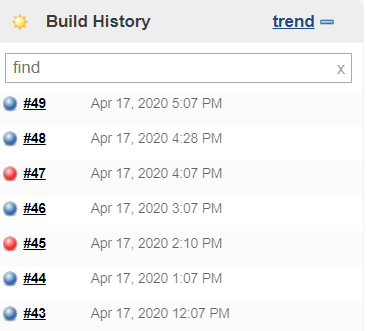 Build History trend
find x
#49 Apr 17, 2020 5:07 PM
#48 Apr 17, 2020 4:28 PM
#47 Apr 17, 2020 4:07 PM
#46 Apr 17, 2020 3:07 PM
#45 Apr 17, 2020 2:10 PM
#44 Apr 17, 2020 1:07 PM
#43 Apr 17, 2020 12:07 PM